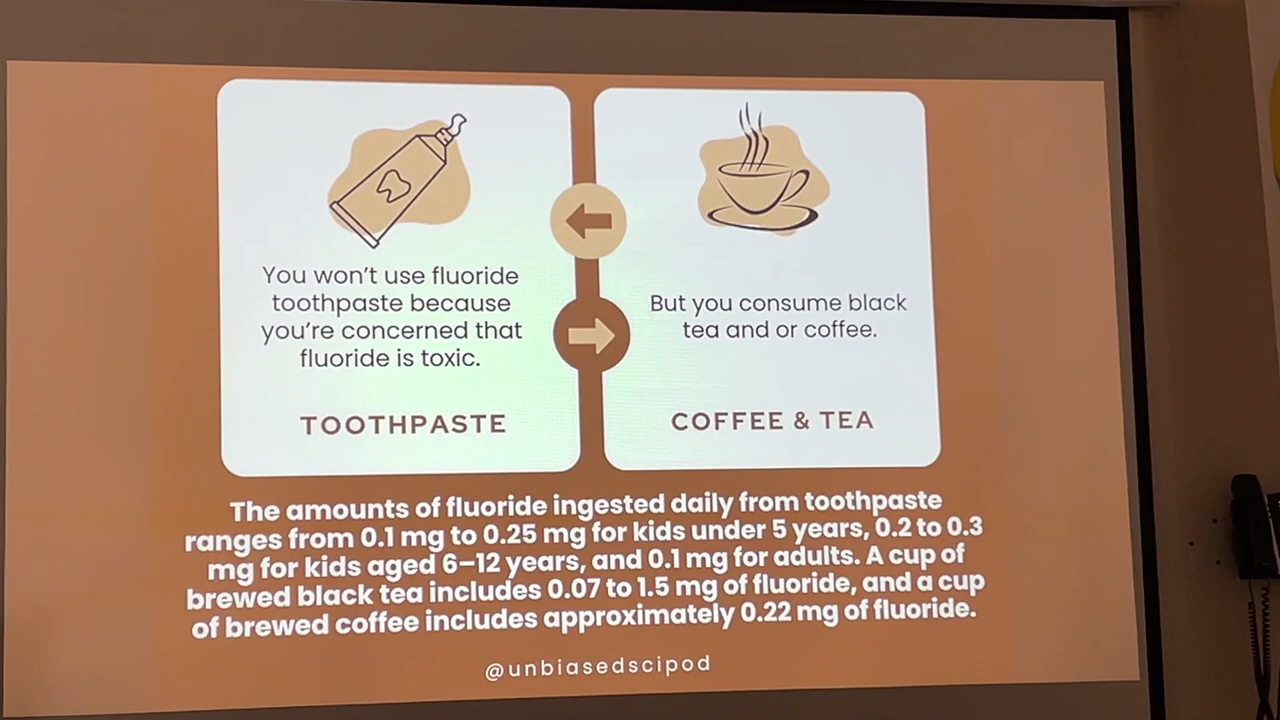 You won't use fluoride
toothpaste because
you're concerned that
fluoride is toxic.
TOOTHPASTE
But you consume black
tea and or coffee.
COFFEE & TEA
The amounts of fluoride ingested daily from toothpaste
ranges from 0.1 mg to 0.25 mg for kids under 5 years, 0.2 to 0.3
mg for kids aged 6–12 years, and 0.1 mg for adults. A cup of
brewed black tea includes 0.07 to 1.5 mg of fluoride, and a cup
of brewed coffee includes approximately 0.22 mg of fluoride.
@unbiasedscipod